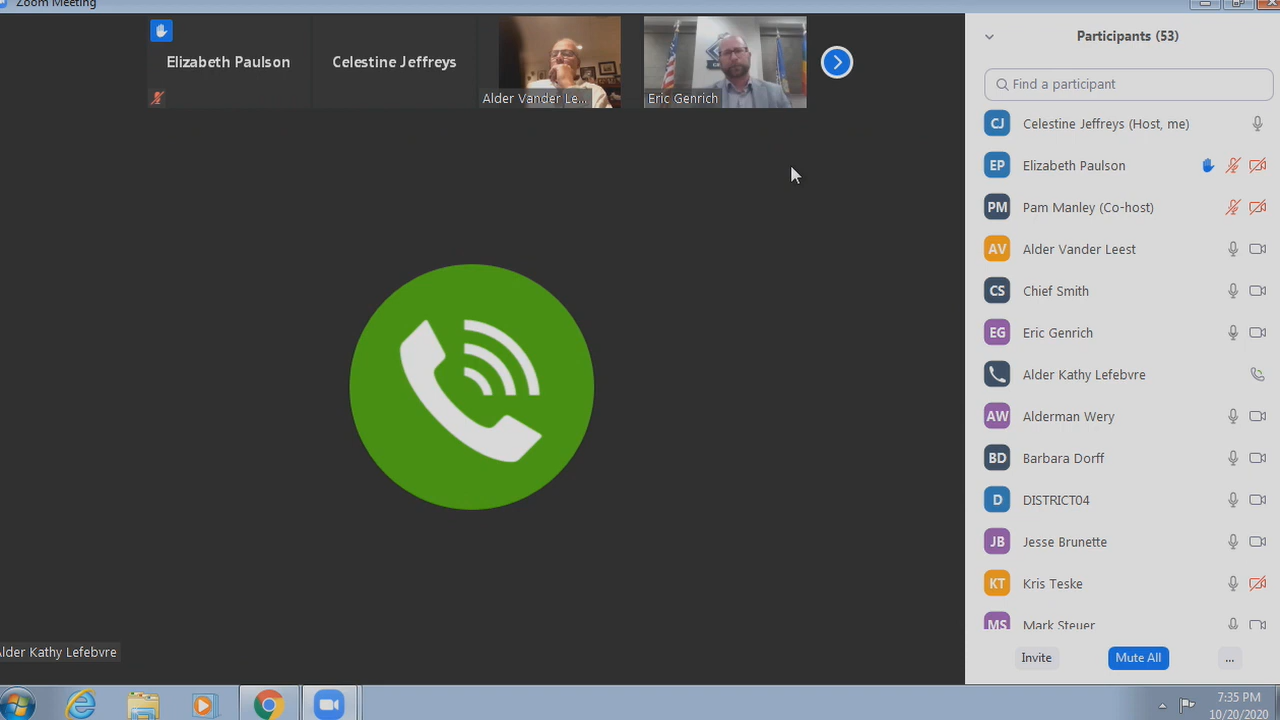 Zoom Meeting
Elizabeth Paulson
Celestine Jeffreys
Alder Vander Le...
Eric Genrich
Participants (53)
Find a participant
CJ Celestine Jeffreys (Host, me)
EP Elizabeth Paulson
PM Pam Manley (Co-host)
AV Alder Vander Leest
CS Chief Smith
EG Eric Genrich
Alder Kathy Lefebvre
AW Alderman Wery
BD Barbara Dorff
D DISTRICT04
JB Jesse Brunette
KT Kris Teske
MS Mark Steuer
Alder Kathy Lefebvre
Invite
Mute All
...
7:35 PM
10/20/2020